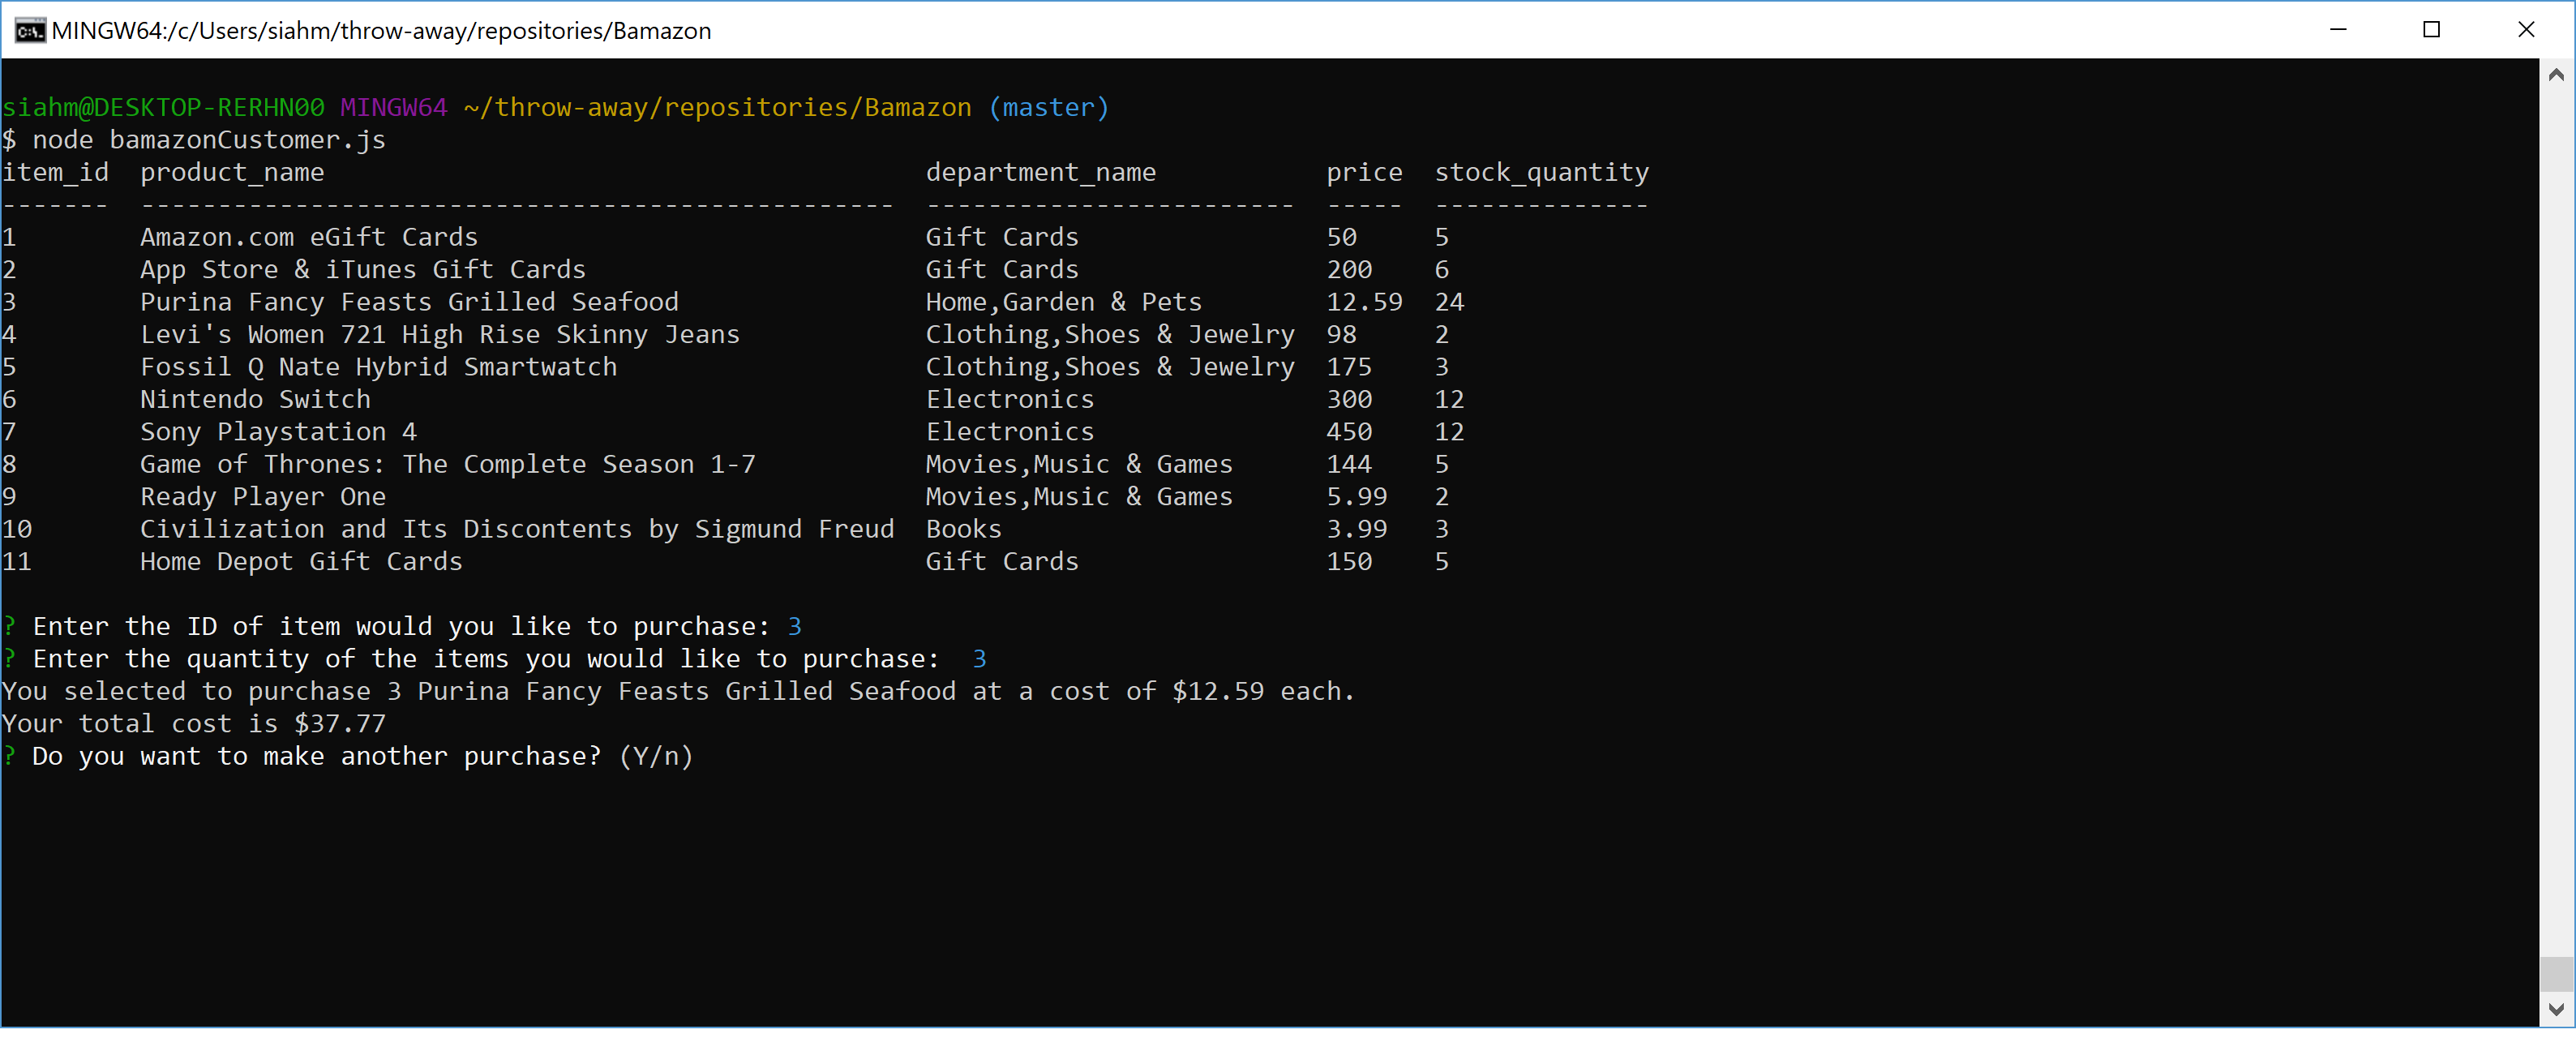 MINGW64:/c/Users/siahm/throw-away/repositories/Bamazon
siahm@DESKTOP-RERHN00 MINGW64 ~/throw-away/repositories/Bamazon (master)
$ node bamazonCustomer.js
item_id  product_name                                       department_name           price  stock_quantity
-------  -------------------------------------------------  ------------------------  -----  --------------
1        Amazon.com eGift Cards                             Gift Cards                50     5
2        App Store & iTunes Gift Cards                      Gift Cards                200    6
3        Purina Fancy Feasts Grilled Seafood                Home,Garden & Pets        12.59  24
4        Levi's Women 721 High Rise Skinny Jeans            Clothing,Shoes & Jewelry  98     2
5        Fossil Q Nate Hybrid Smartwatch                    Clothing,Shoes & Jewelry  175    3
6        Nintendo Switch                                    Electronics               300    12
7        Sony Playstation 4                                 Electronics               450    12
8        Game of Thrones: The Complete Season 1-7           Movies,Music & Games      144    5
9        Ready Player One                                   Movies,Music & Games      5.99   2
10       Civilization and Its Discontents by Sigmund Freud  Books                     3.99   3
11       Home Depot Gift Cards                              Gift Cards                150    5
? Enter the ID of item would you like to purchase: 3
? Enter the quantity of the items you would like to purchase:  3
You selected to purchase 3 Purina Fancy Feasts Grilled Seafood at a cost of $12.59 each.
Your total cost is $37.77
? Do you want to make another purchase? (Y/n)